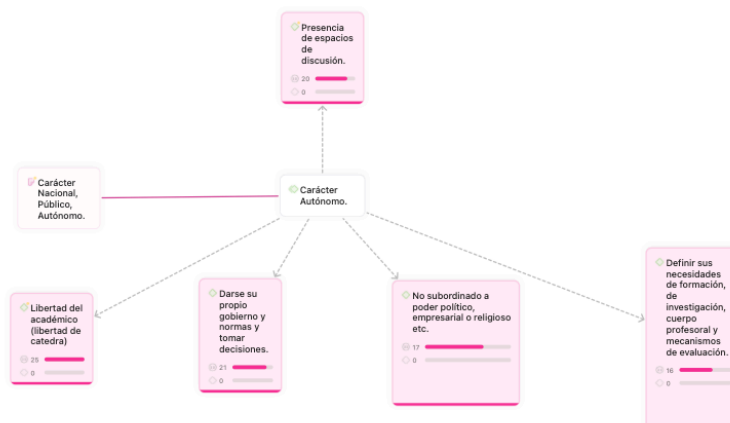 Presencia
de espacios
de
discusión.
20
0
Carácter
Nacional,
Público,
Autónomo.
Carácter
Autónomo.
Libertad del
académico
(libertad de
catedra)
25
0
Darse su
propio
gobierno y
normas y
tomar
decisiones.
21
0
No subordinado a
poder político,
empresarial o religioso
etc.
17
0
Definir sus
necesidades
de formación,
de
investigación,
cuerpo
profesoral y
mecanismos
de evaluación.
16
0